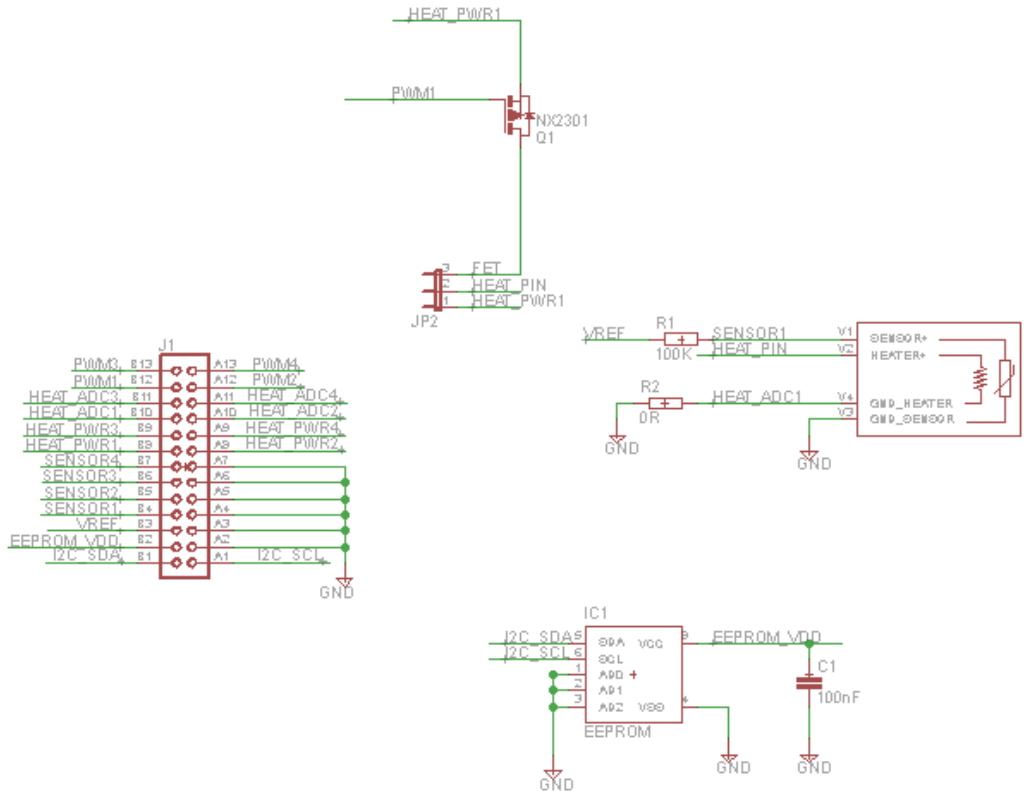 HEAT_PWR1
PWM1
NX2301
Q1
3 FET
2 HEAT_PIN
1 HEAT_PWR1
JP2
VREF R1 SENSOR1 V1 SENSOR+
100K HEAT_PIN V2 HEATER+
R2 HEAT_ADC1 V4 GND_HEATER
0R V3 GND_SENSOR
GND GND
J1
PWM3 B13 A13 PWM4
PWM1 B12 A12 PWM2
HEAT_ADC3 B11 A11 HEAT_ADC4
HEAT_ADC1 B10 A10 HEAT_ADC2
HEAT_PWR3 B9 A9 HEAT_PWR4
HEAT_PWR1 B8 A8 HEAT_PWR2
SENSOR4 B7 A7
SENSOR3 B6 A6
SENSOR2 B5 A5
SENSOR1 B4 A4
VREF B3 A3
EEPROM_VDD B2 A2
I2C_SDA B1 A1 I2C_SCL
GND
IC1
I2C_SDA 5 SDA VCC 8 EEPROM_VDD
I2C_SCL 6 SCL
1 AD0 C1
2 AD1 100nF
3 AD2 VSS 4
EEPROM
GND GND GND